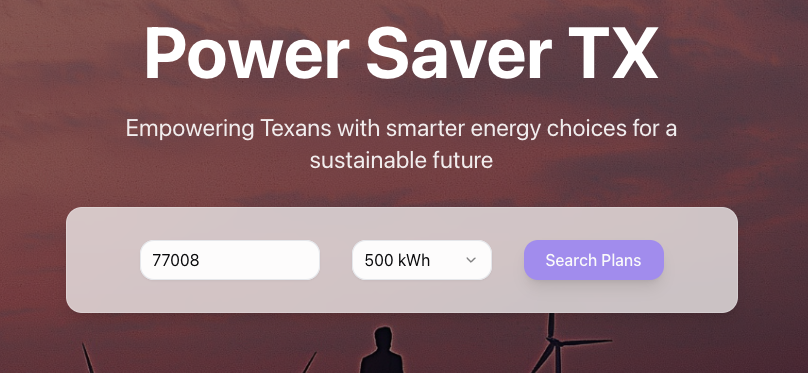 Power Saver TX
Empowering Texans with smarter energy choices for a
sustainable future
77008
500 kWh
Search Plans